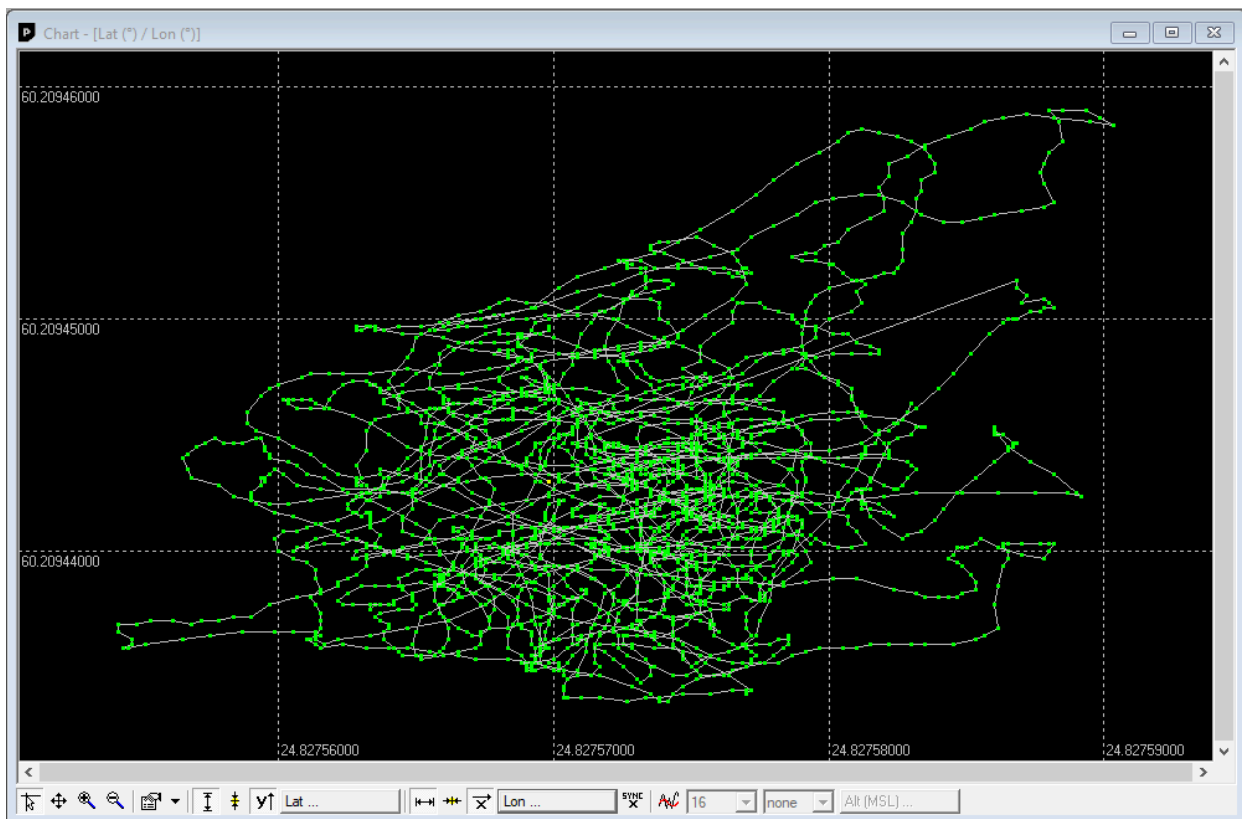 P Chart - [Lat (°) / Lon (°)]
60.20946000
60.20945000
60.20944000
24.82756000 24.82757000 24.82758000 24.82759000
Y Lat ... X Lon ... SYNC X 16 none Alt (MSL) ...